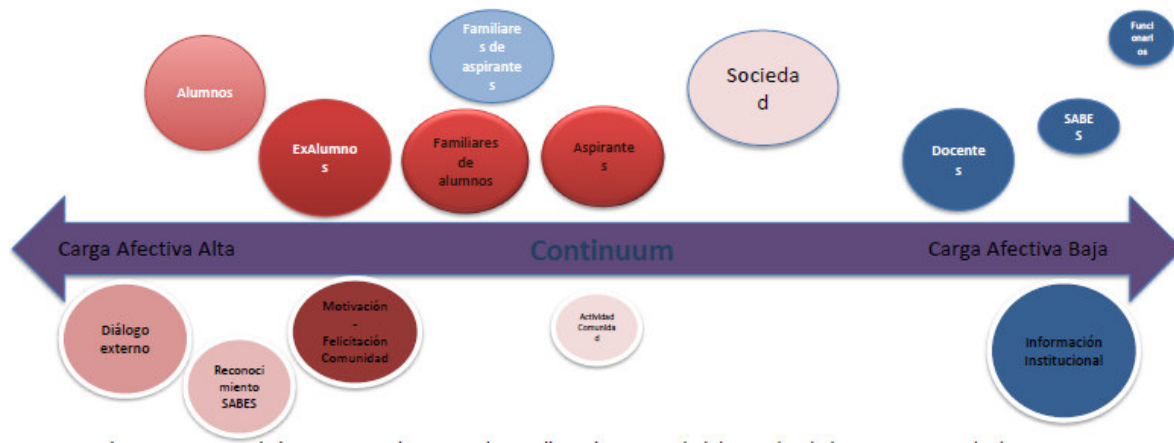 Alumnos
ExAlumno
s
Familiare
s de
aspirante
s
Familiares
de
alumnos
Aspirante
s
Socieda
d
Docente
s
SABE
S
Funci
onari
os
Carga Afectiva Alta
Continuum
Carga Afectiva Baja
Diálogo
externo
Reconoci
miento
SABES
Motivación
-
Felicitación
Comunidad
Actividad
Comunida
d
Información
Institucional